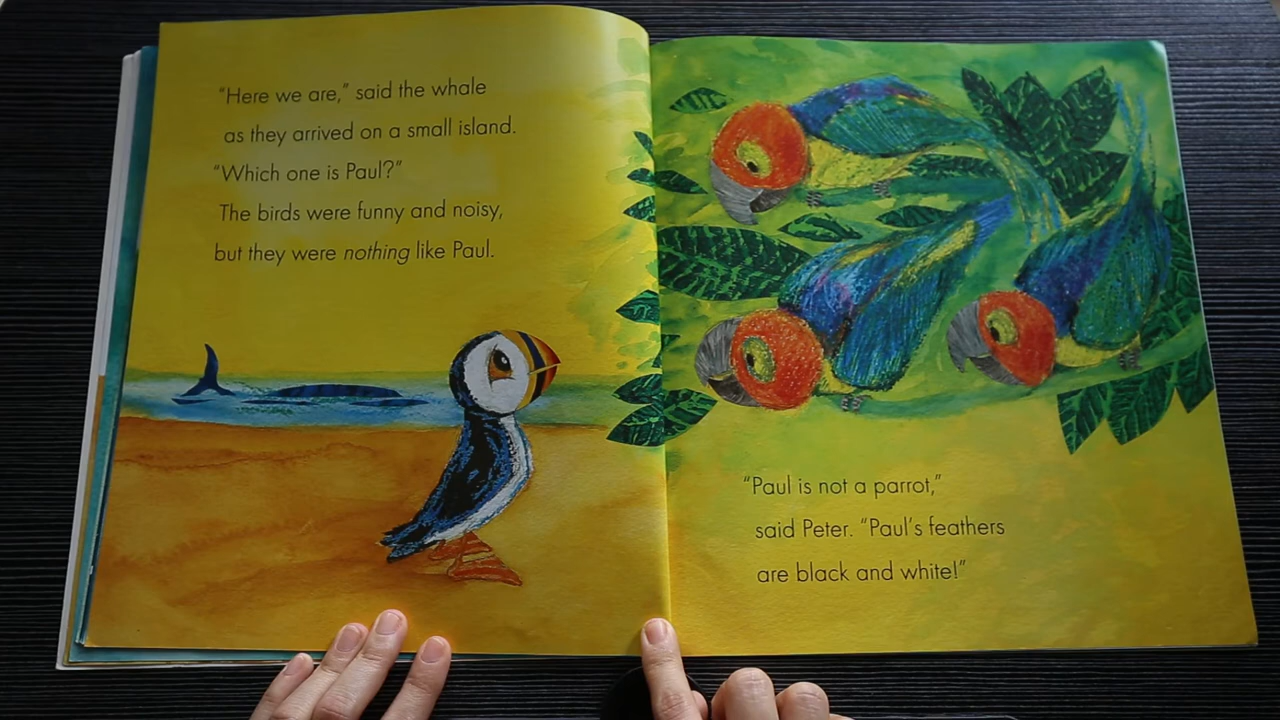 “Here we are,” said the whale
as they arrived on a small island.
“Which one is Paul?”
The birds were funny and noisy,
but they were nothing like Paul.
“Paul is not a parrot,”
said Peter. “Paul’s feathers
are black and white!”